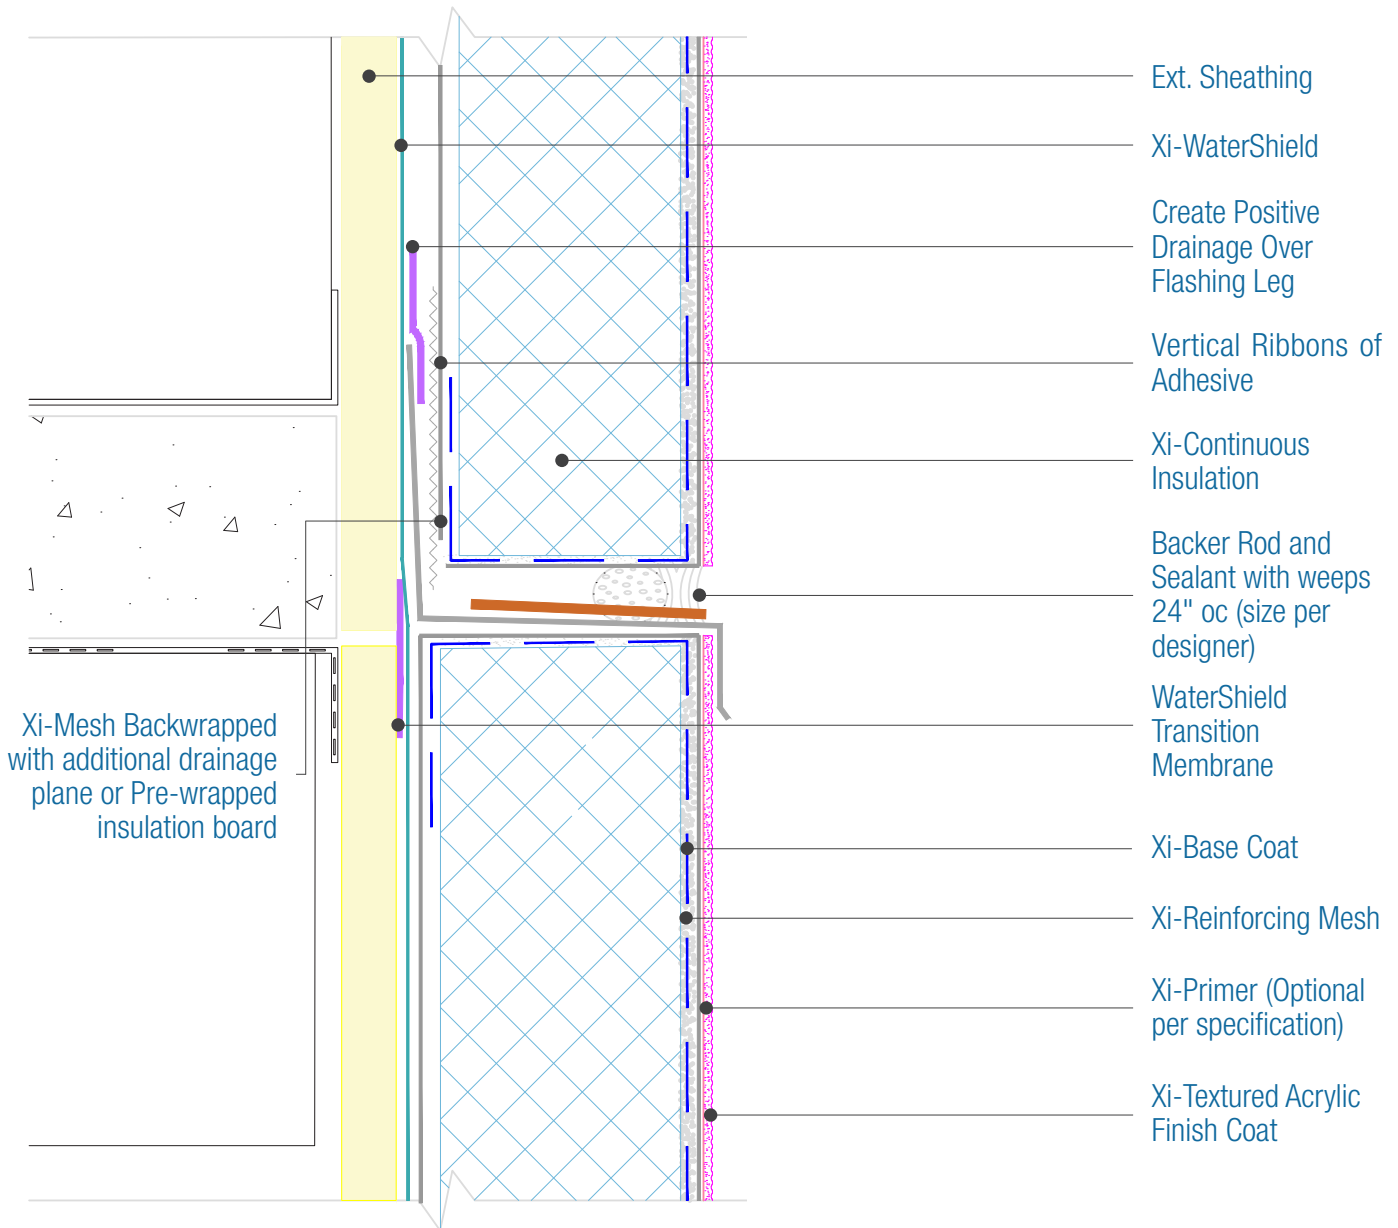 Ext. Sheathing
Xi-WaterShield
Create Positive
Drainage Over
Flashing Leg
Vertical Ribbons of
Adhesive
Xi-Continuous
Insulation
Backer Rod and
Sealant with weeps
24" oc (size per
designer)
WaterShield
Transition
Membrane
Xi-Mesh Backwrapped
with additional drainage
plane or Pre-wrapped
insulation board
Xi-Base Coat
Xi-Reinforcing Mesh
Xi-Primer (Optional
per specification)
Xi-Textured Acrylic
Finish Coat